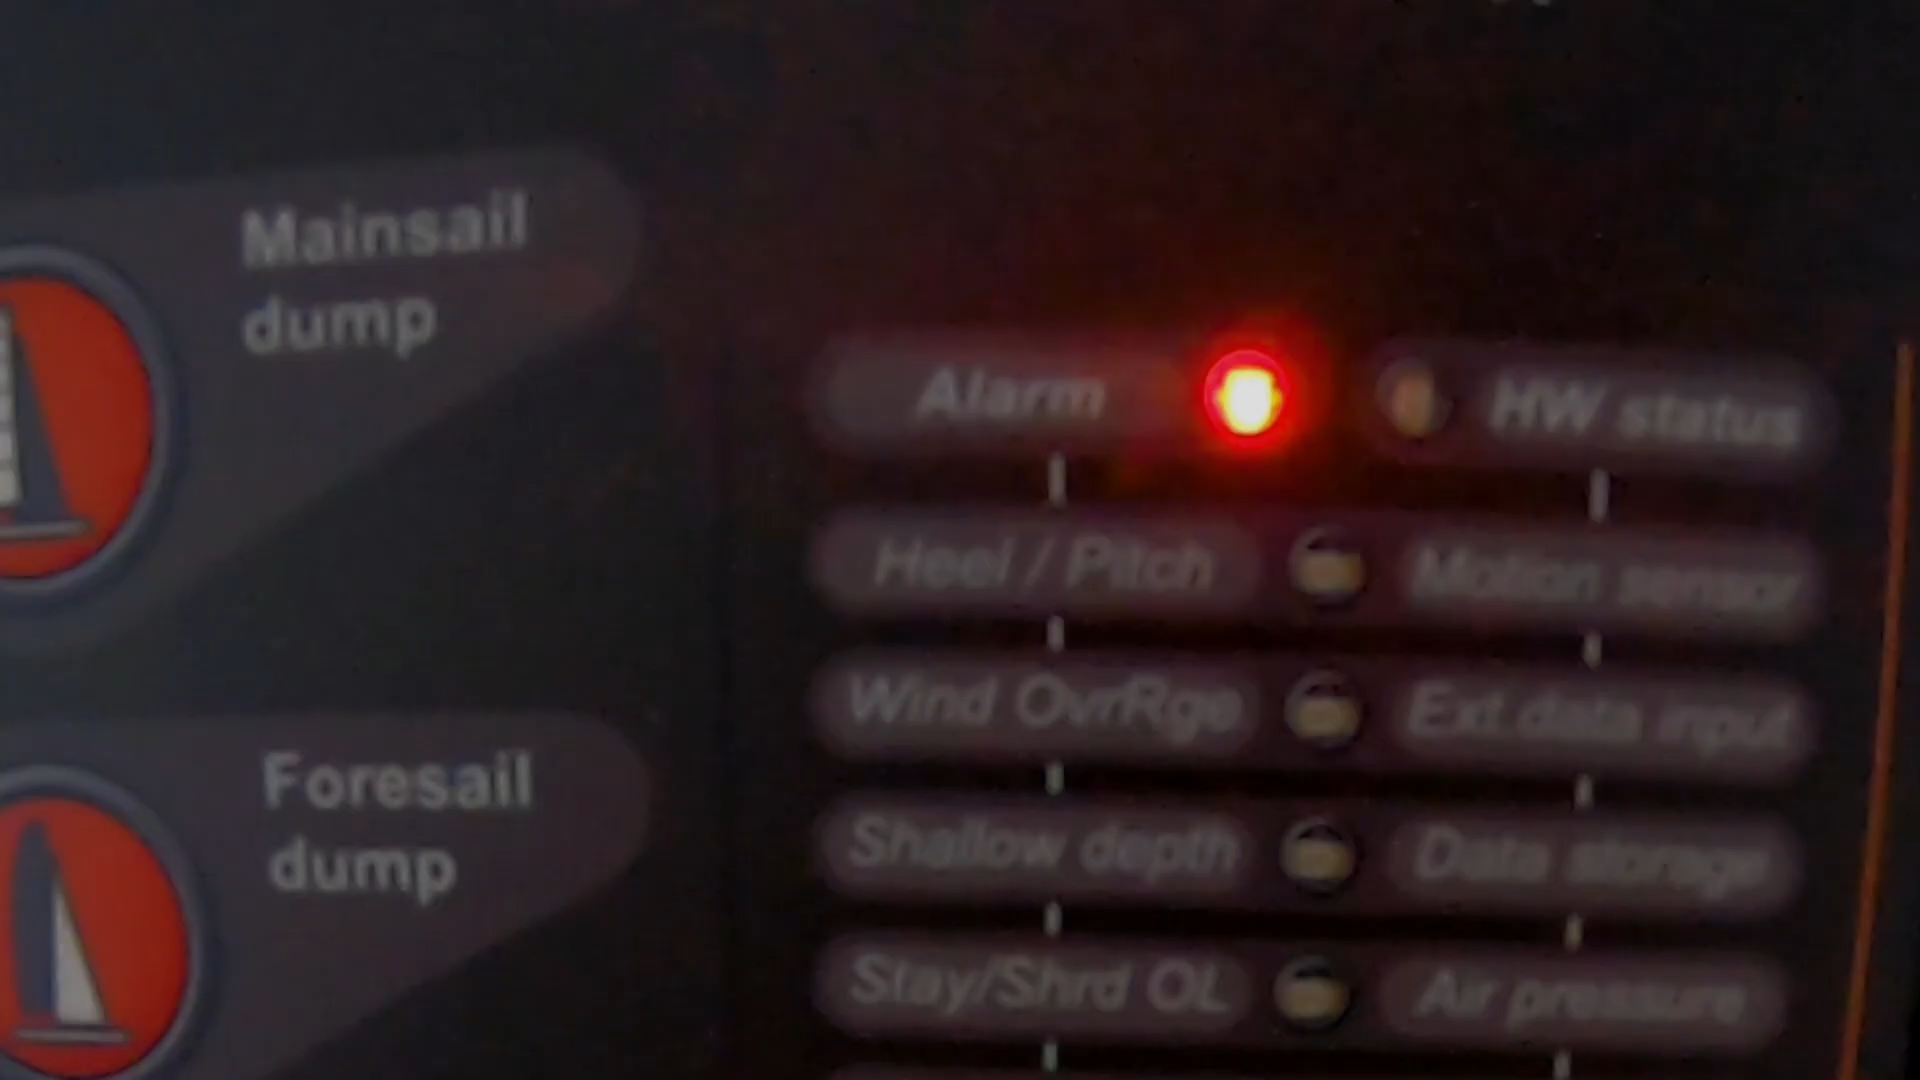 Mainsail
dump
Alarm
HW status
Heel / Pitch
Motion sensor
Wind OvrRge
Ext.data input
Foresail
dump
Shallow depth
Data storage
Stay/Shrd OL
Air pressure